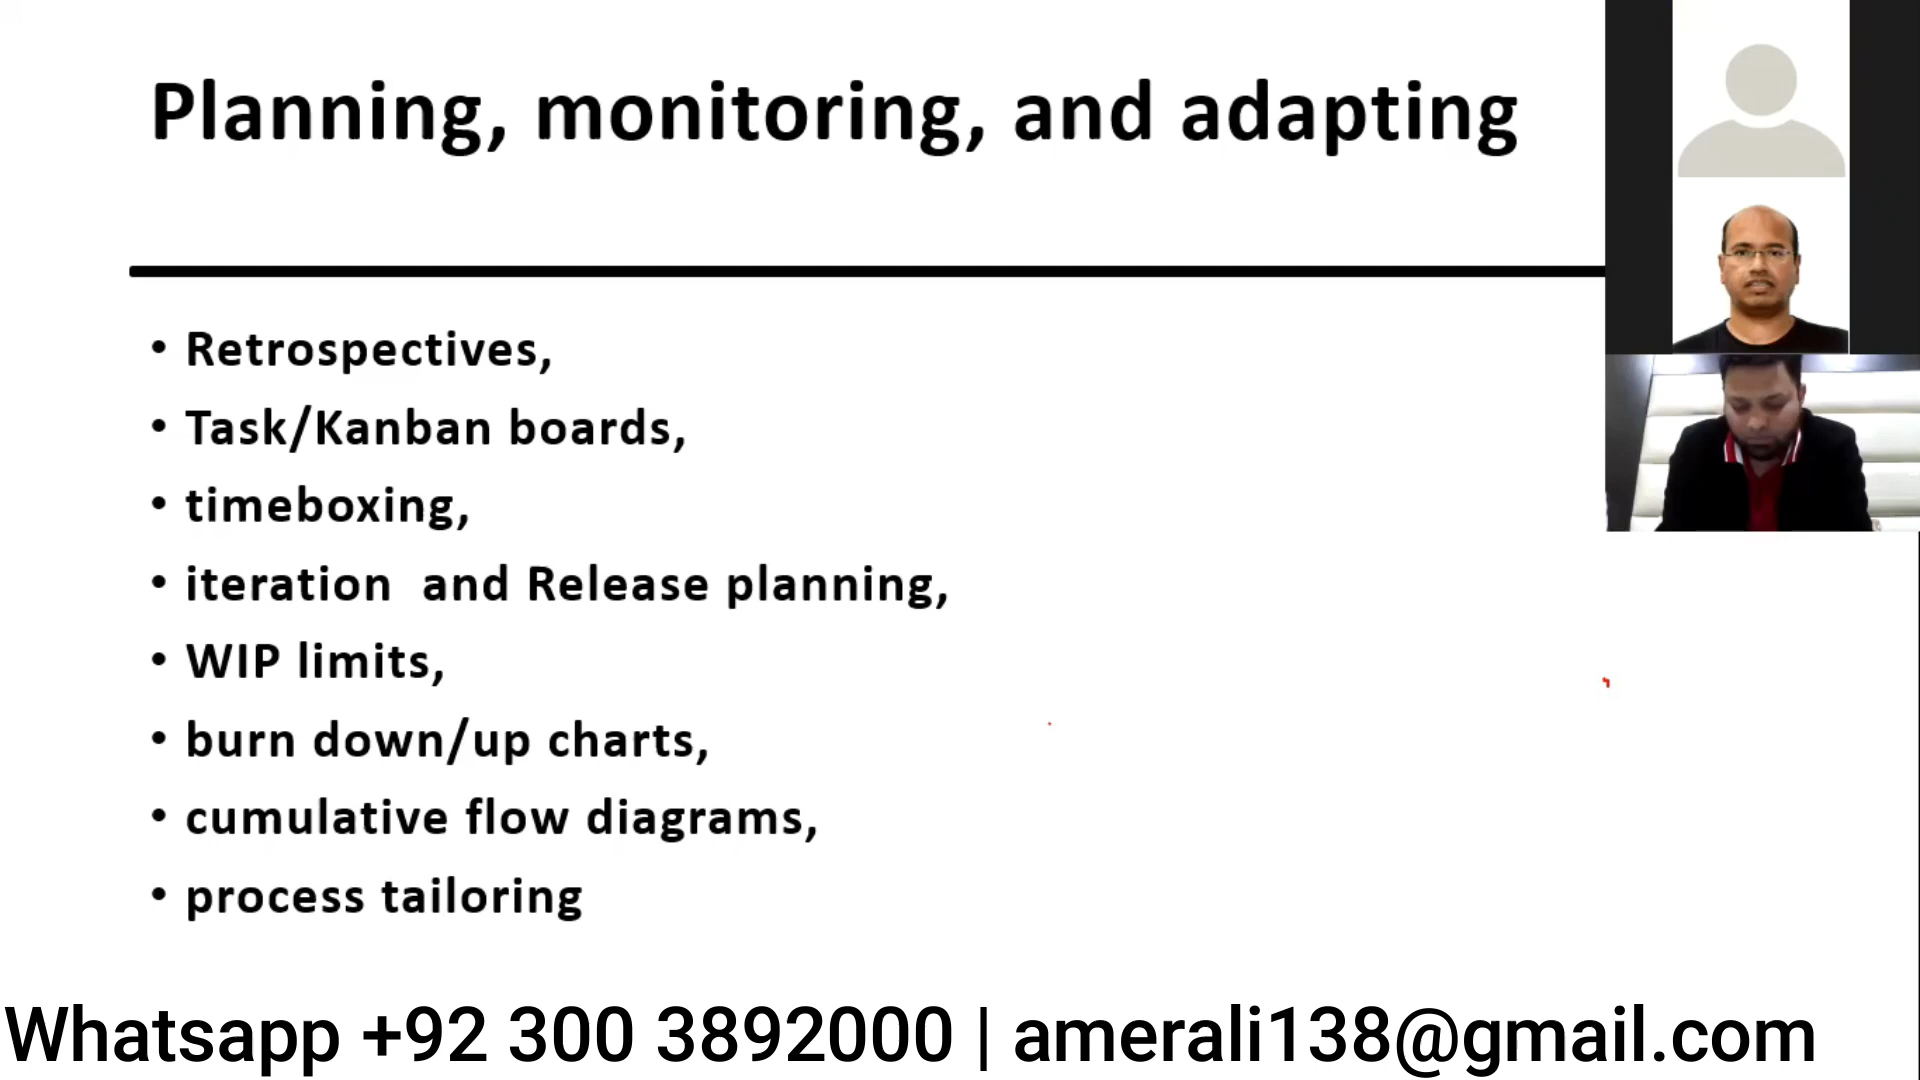 Planning, monitoring, and adapting
• Retrospectives,
• Task/Kanban boards,
• timeboxing,
• iteration  and Release planning,
• WIP limits,
• burn down/up charts,
• cumulative flow diagrams,
• process tailoring
Whatsapp +92 300 3892000 | amerali138@gmail.com